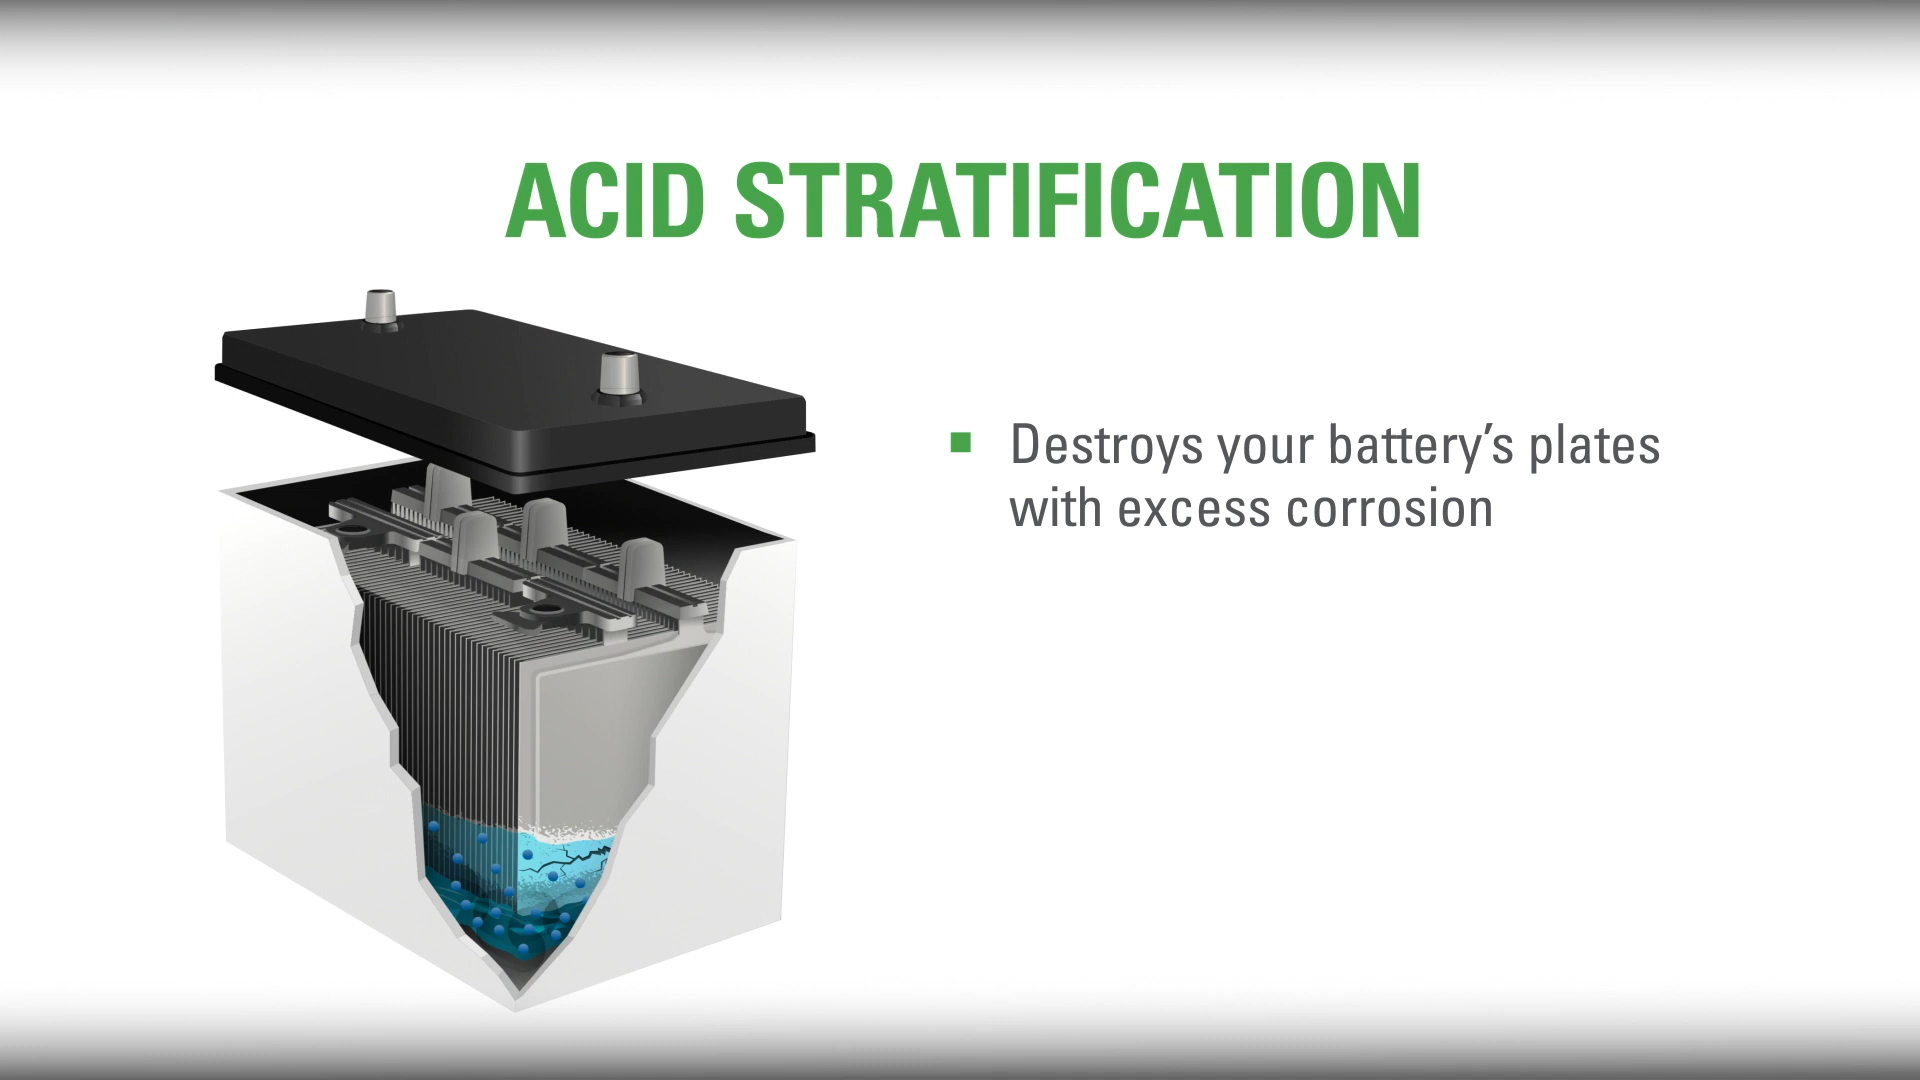 ACID STRATIFICATION
Destroys your battery’s plates
with excess corrosion